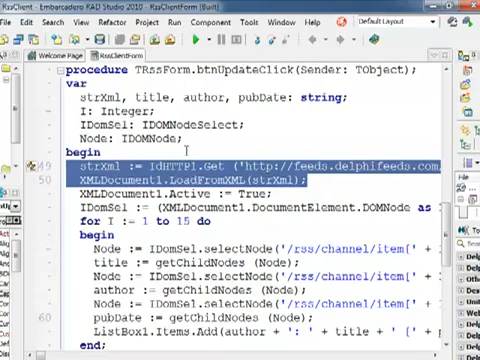 RssClient - Embarcadero RAD Studio 2010 - RssClientForm [Built]
Search View Refactor Project Run Component Tools Window Help Default Layout
Welcome Page RssClientForm
procedure TRssForm.btnUpdateClick(Sender: TObject);
var
strXml, title, author, pubDate: string;
I: Integer;
IDomSel: IDOMNodeSelect;
Node: IDOMNode;
begin
49 strXml := IdHTTP1.Get ('http://feeds.delphifeeds.com
50 XMLDocument1.LoadFromXML(strXml);
XMLDocument1.Active := True;
IDomSel := (XMLDocument1.DocumentElement.DOMNode as
for I := 1 to 15 do
begin
Node := IDomSel.selectNode('/rss/channel/item[' +
title := getChildNodes (Node);
Node := IDomSel.selectNode('/rss/channel/item[' +
author := getChildNodes (Node);
Node := IDomSel.selectNode('/rss/channel/item[' +
60 pubDate := getChildNodes (Node);
ListBox1.Items.Add(author + ': ' + title + ' [' +
end;